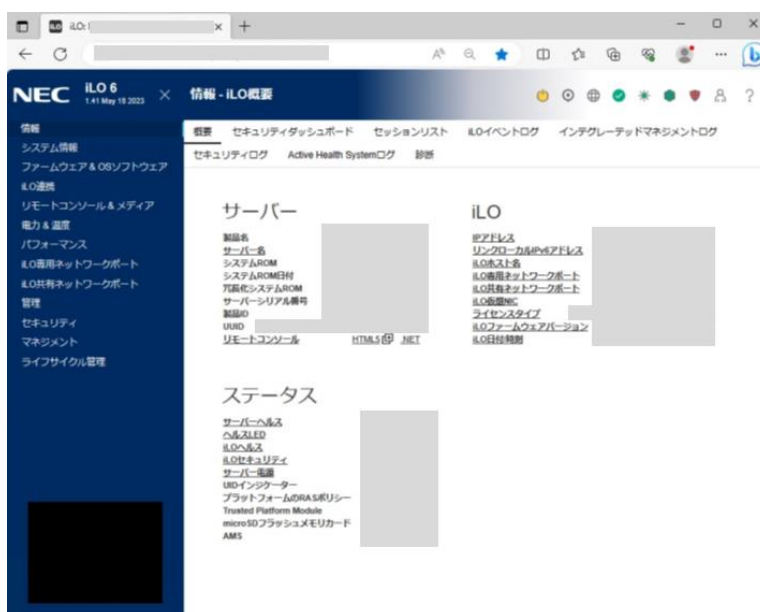 iLO:
NEC
iLO 6
1.41 May 18 2023
情報 - iLO概要
情報
システム情報
ファームウェア & OSソフトウェア
iLO連携
リモートコンソール & メディア
電力 & 温度
パフォーマンス
iLO専用ネットワークポート
iLO共有ネットワークポート
管理
セキュリティ
マネジメント
ライフサイクル管理
概要 セキュリティダッシュボード セッションリスト iLOイベントログ インテグレーテッドマネジメントログ
セキュリティログ Active Health Systemログ 診断
サーバー
製品名
サーバー名
システムROM
システムROM日付
冗長化システムROM
サーバーシリアル番号
製品ID
UUID
リモートコンソール HTML5 .NET
iLO
IPアドレス
リンクローカルIPv6アドレス
iLOホスト名
iLO専用ネットワークポート
iLO共有ネットワークポート
iLO仮想NIC
ライセンスタイプ
iLOファームウェアバージョン
iLO日付時刻
ステータス
サーバーヘルス
ヘルスLED
iLOヘルス
iLOセキュリティ
サーバー電源
UIDインジケーター
プラットフォームのRASポリシー
Trusted Platform Module
microSDフラッシュメモリカード
AMS